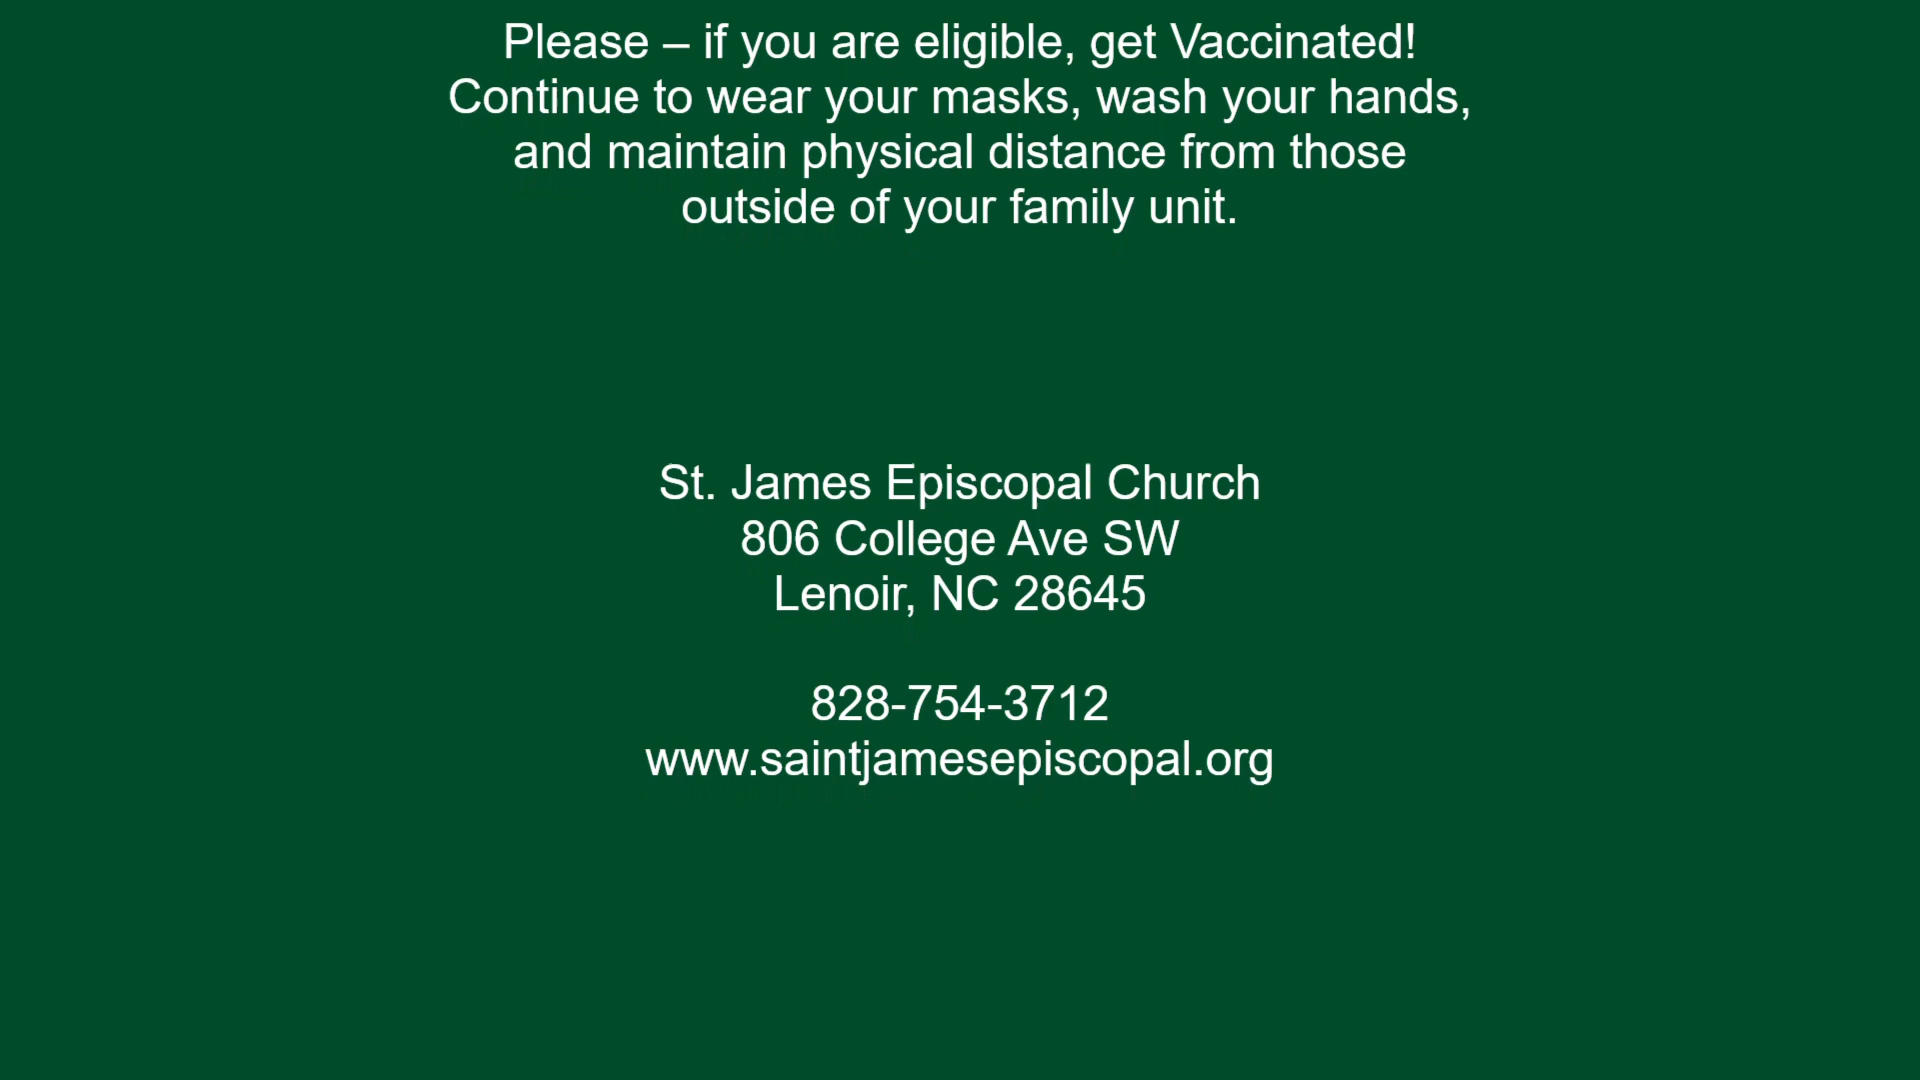 Please – if you are eligible, get Vaccinated!
Continue to wear your masks, wash your hands,
and maintain physical distance from those
outside of your family unit.
St. James Episcopal Church
806 College Ave SW
Lenoir, NC 28645
828-754-3712
www.saintjamesepiscopal.org